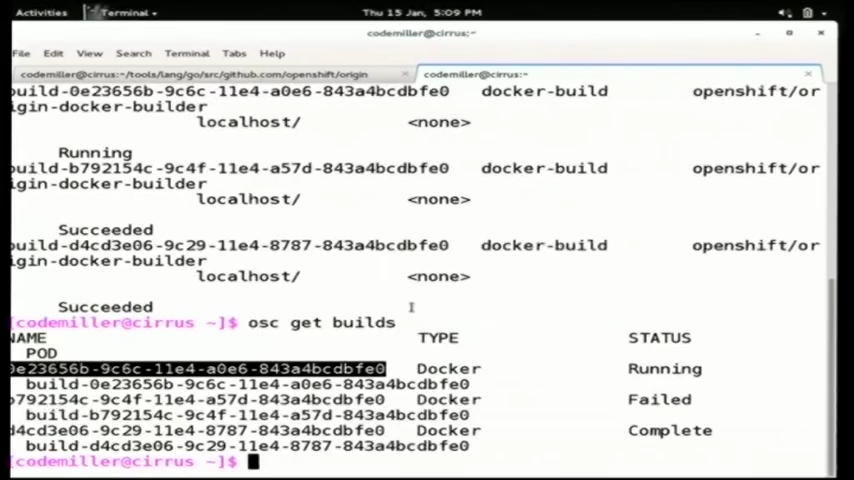 Activities Terminal Thu 15 Jan, 5:09 PM
codemiller@cirrus:~
File Edit View Search Terminal Tabs Help
codemiller@cirrus:~/tools/lang/go/src/github.com/openshift/origin × codemiller@cirrus:~ ×
build-0e23656b-9c6c-11e4-a0e6-843a4bcdbfe0 docker-build openshift/or
igin-docker-builder
localhost/ <none>
Running
build-b792154c-9c4f-11e4-a57d-843a4bcdbfe0 docker-build openshift/or
igin-docker-builder
localhost/ <none>
Succeeded
build-d4cd3e06-9c29-11e4-8787-843a4bcdbfe0 docker-build openshift/or
igin-docker-builder
localhost/ <none>
Succeeded
[codemiller@cirrus ~]$ osc get builds
NAME TYPE STATUS
POD
0e23656b-9c6c-11e4-a0e6-843a4bcdbfe0 Docker Running
build-0e23656b-9c6c-11e4-a0e6-843a4bcdbfe0
b792154c-9c4f-11e4-a57d-843a4bcdbfe0 Docker Failed
build-b792154c-9c4f-11e4-a57d-843a4bcdbfe0
d4cd3e06-9c29-11e4-8787-843a4bcdbfe0 Docker Complete
build-d4cd3e06-9c29-11e4-8787-843a4bcdbfe0
[codemiller@cirrus ~]$